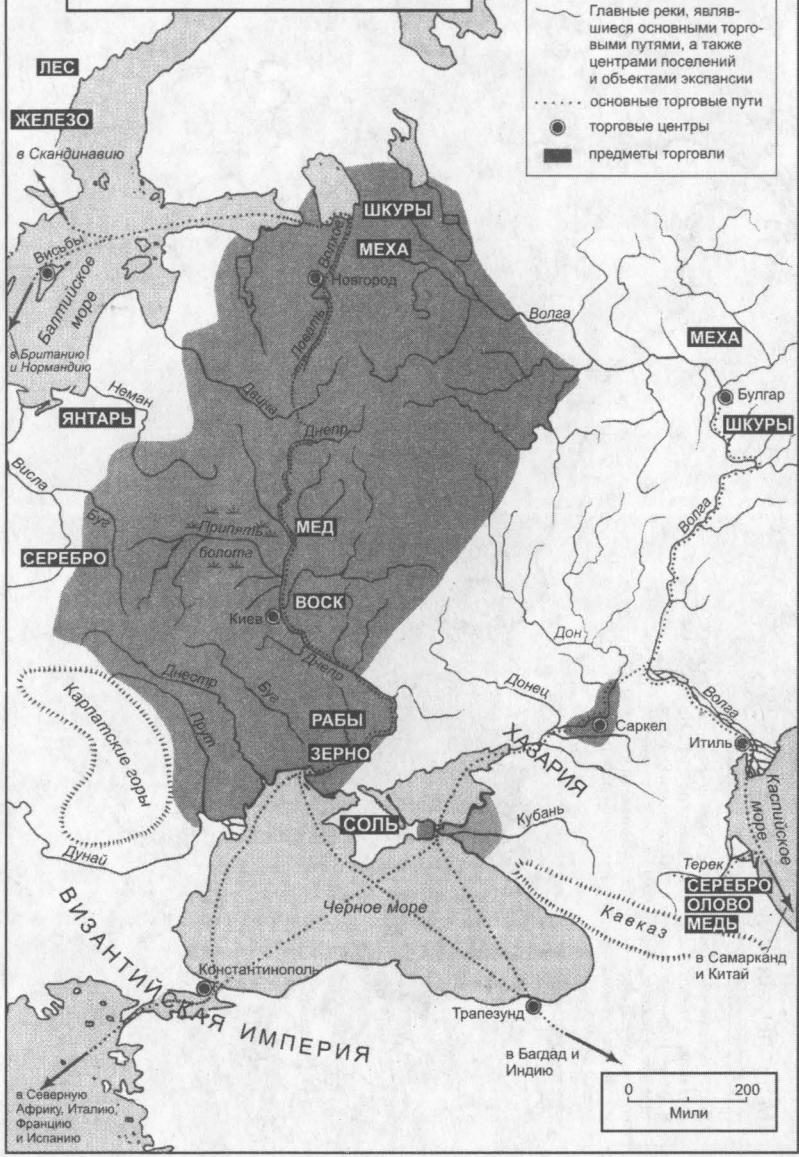 Главные реки, являв-
шиеся основными торго-
выми путями, а также
центрами поселений
и объектами экспансии
основные торговые пути
торговые центры
предметы торговли
ЛЕС
ЖЕЛЕЗО
в Скандинавию
Висьбы
Балтийское
море
в Британию
и Нормандию
Неман
ЯНТАРЬ
Висла
Буг
СЕРЕБРО
ШКУРЫ
МЕХА
Волхов
Новгород
Ловать
Двина
Днепр
Волга
МЕХА
Булгар
ШКУРЫ
Волга
Припять
болота
МЕД
ВОСК
Киев
Днепр
Дон
Донец
Волга
Днестр
Буг
Прут
РАБЫ
ЗЕРНО
Карпатские горы
Саркел
ХАЗАРИЯ
Итиль
Каспийское
море
СОЛЬ
Кубань
Дунай
Терек
СЕРЕБРО
ОЛОВО
МЕДЬ
Кавказ
в Самарканд
и Китай
Черное море
Константинополь
ВИЗАНТИЙСКАЯ ИМПЕРИЯ
Трапезунд
в Багдад и
Индию
в Северную
Африку, Италию,
Францию
и Испанию
0 200
Мили